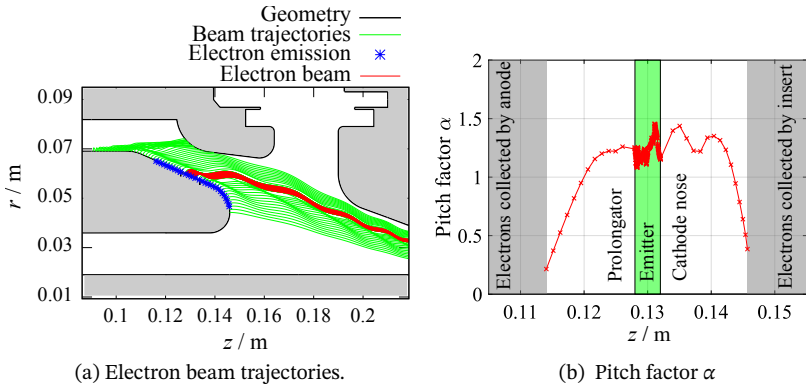 Geometry
Beam trajectories
Electron emission
Electron beam
0.09
0.07
0.05
0.03
0.01
r / m
0.1
0.12
0.14
0.16
0.18
0.2
z / m
(a) Electron beam trajectories.
2
1.5
1
0.5
0
Pitch factor α
Electrons collected by anode
Prolongator
Emitter
Cathode nose
Electrons collected by insert
0.11
0.12
0.13
0.14
0.15
z / m
(b) Pitch factor α